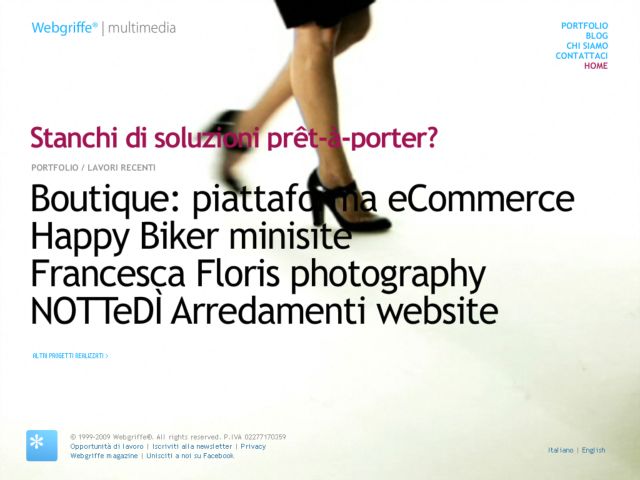 Webgriffe® | multimedia
PORTFOLIO
BLOG
CHI SIAMO
CONTATTACI
HOME
Stanchi di soluzioni prêt-à-porter?
PORTFOLIO / LAVORI RECENTI
Boutique: piattaforma eCommerce
Happy Biker minisite
Francesca Floris photography
NOTTeDÌ Arredamenti website
ALTRI PROGETTI REALIZZATI >
© 1999-2009 Webgriffe®. All rights reserved. P.IVA 02277170359
Opportunità di lavoro | Iscriviti alla newsletter | Privacy
Webgriffe magazine | Unisciti a noi su Facebook
Italiano | English